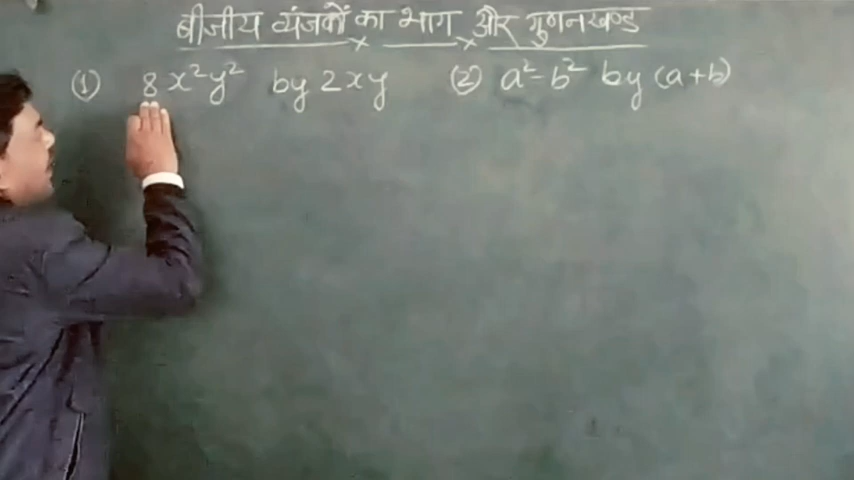 बीजीय व्यंजकों का भाग और गुणनखण्ड
(1) 8x²y² by 2xy (2) a²-b² by (a+b)